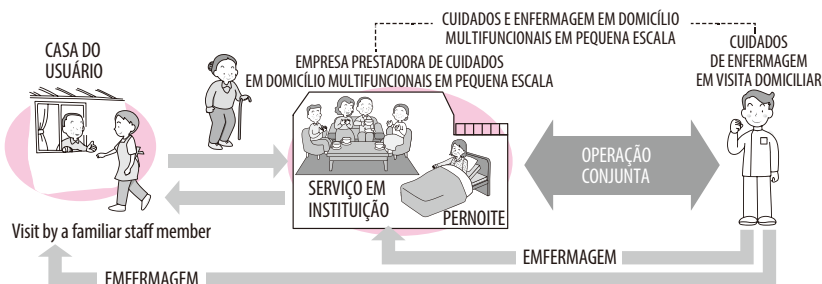 CUIDADOS E ENFERMAGEM EM DOMICÍLIO
MULTIFUNCIONAIS EM PEQUENA ESCALA
CASA DO
USUÁRIO
EMPRESA PRESTADORA DE CUIDADOS
EM DOMICÍLIO MULTIFUNCIONAIS EM PEQUENA ESCALA
CUIDADOS
DE ENFERMAGEM
EM VISITA DOMICILIAR
OPERAÇÃO
CONJUNTA
SERVIÇO EM
INSTITUIÇÃO
PERNOITE
Visit by a familiar staff member
EMFERMAGEM
EMFERMAGEM